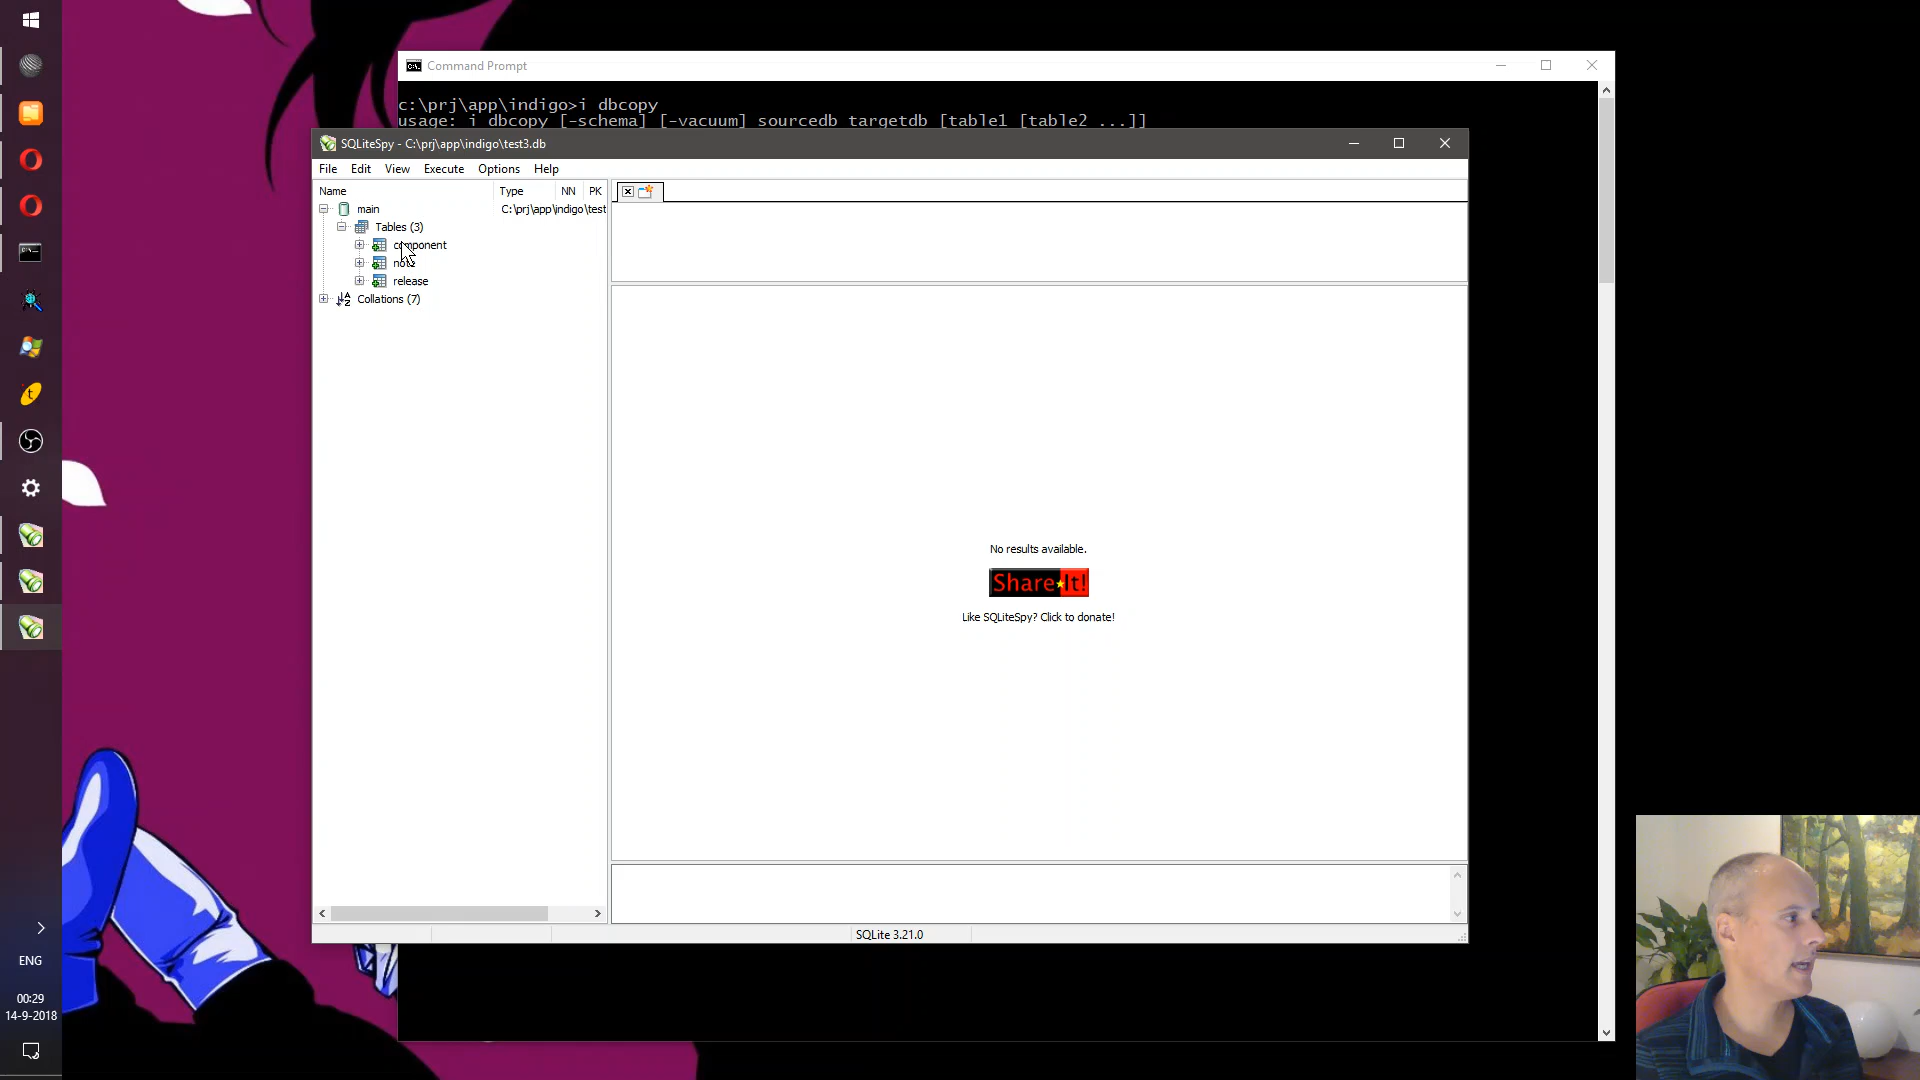 Command Prompt
c:\prj\app\indigo>i dbcopy
usage: i dbcopy [-schema] [-vacuum] sourcedb targetdb [table1 [table2 ...]]
SQLiteSpy - C:\prj\app\indigo\test3.db
File Edit View Execute Options Help
Name Type NN PK
main C:\prj\app\indigo\test
Tables (3)
component
note
release
Collations (7)
No results available.
Share It!
Like SQLiteSpy? Click to donate!
SQLite 3.21.0
ENG
00:29
14-9-2018